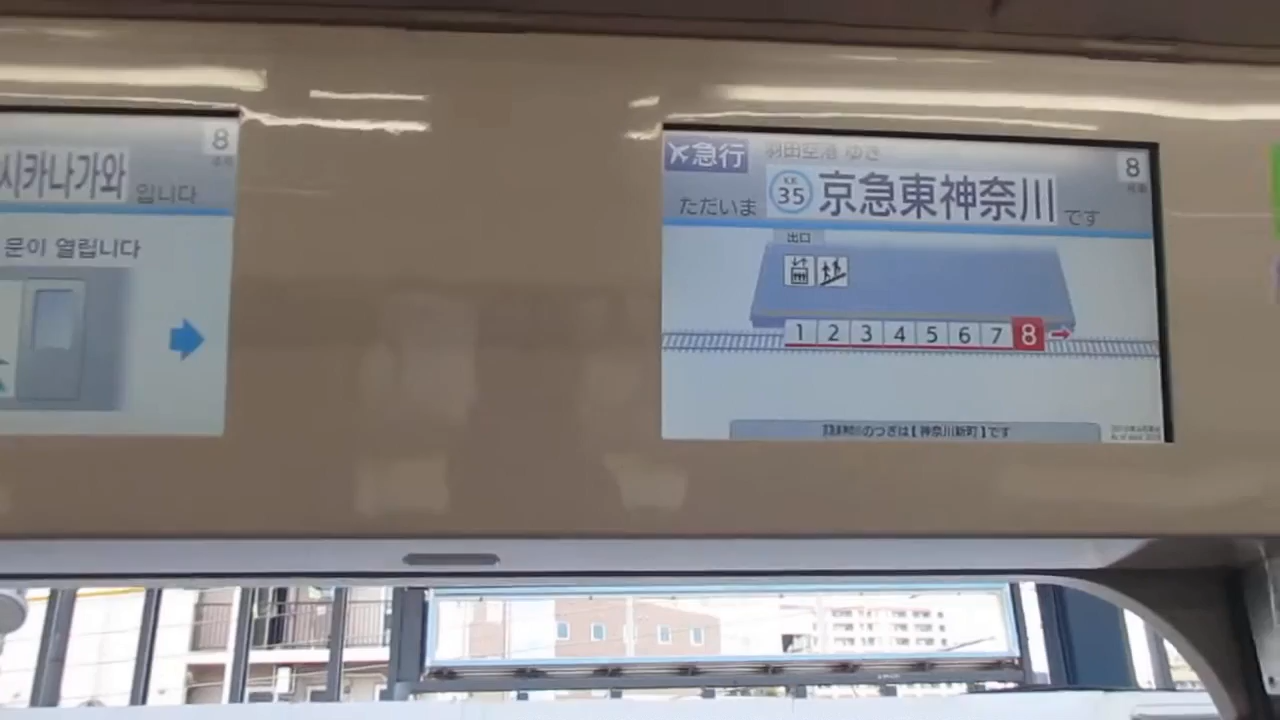 8
시카나가와 입니다
문이 열립니다
急行 羽田空港 ゆき
8
号車
ただいま KK 35 京急東神奈川 です
出口
1 2 3 4 5 6 7 8
のつぎは【神奈川新町】です